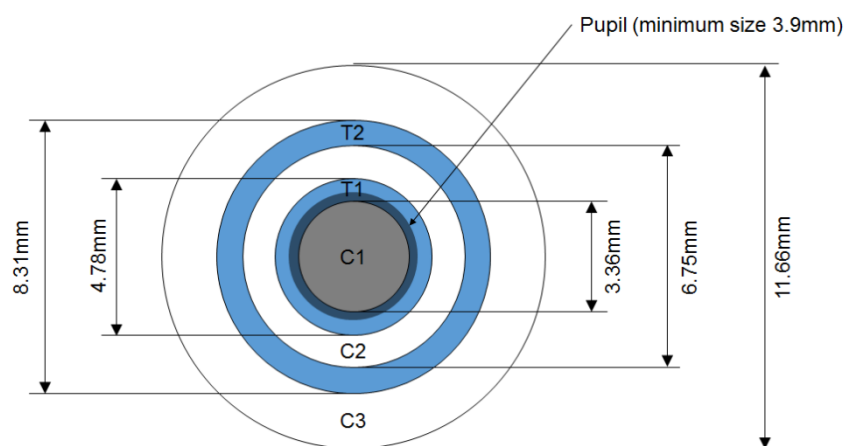 Pupil (minimum size 3.9mm)
T2
T1
C1
C2
C3
8.31mm
4.78mm
3.36mm
6.75mm
11.66mm